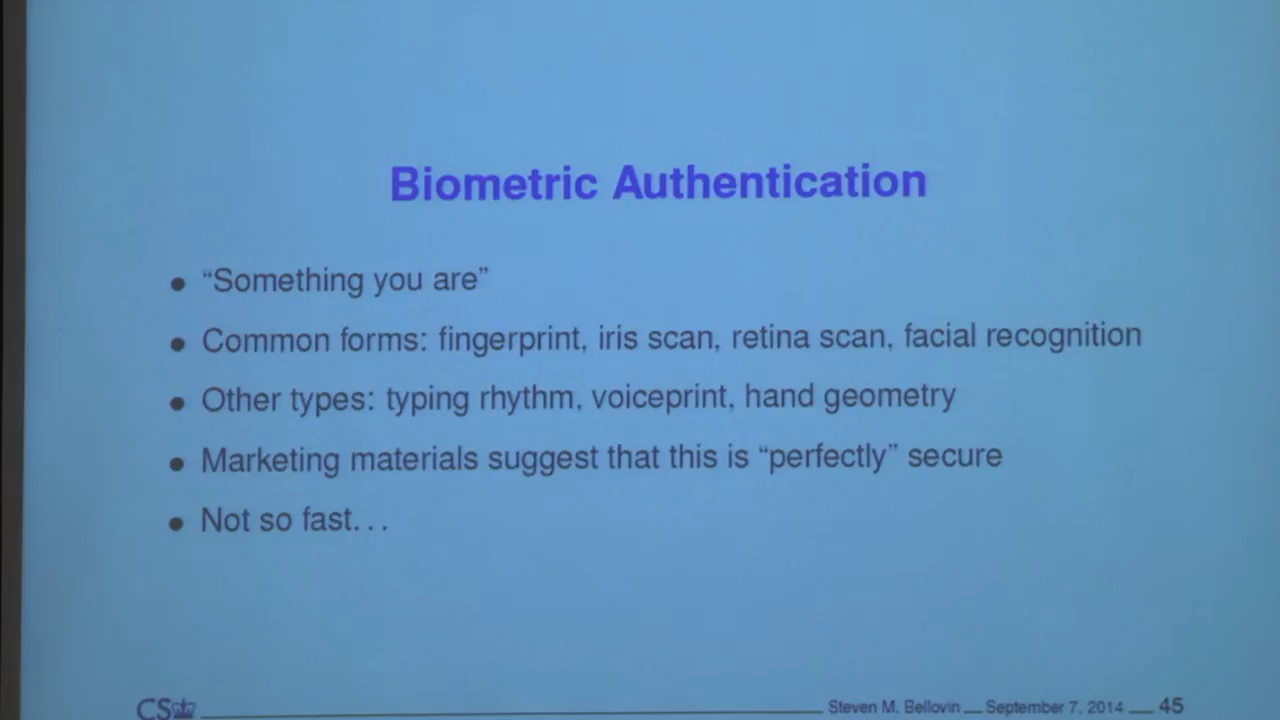 Biometric Authentication
• “Something you are”
• Common forms: fingerprint, iris scan, retina scan, facial recognition
• Other types: typing rhythm, voiceprint, hand geometry
• Marketing materials suggest that this is “perfectly” secure
• Not so fast. . .
CS
Steven M. Bellovin — September 7, 2014 — 45